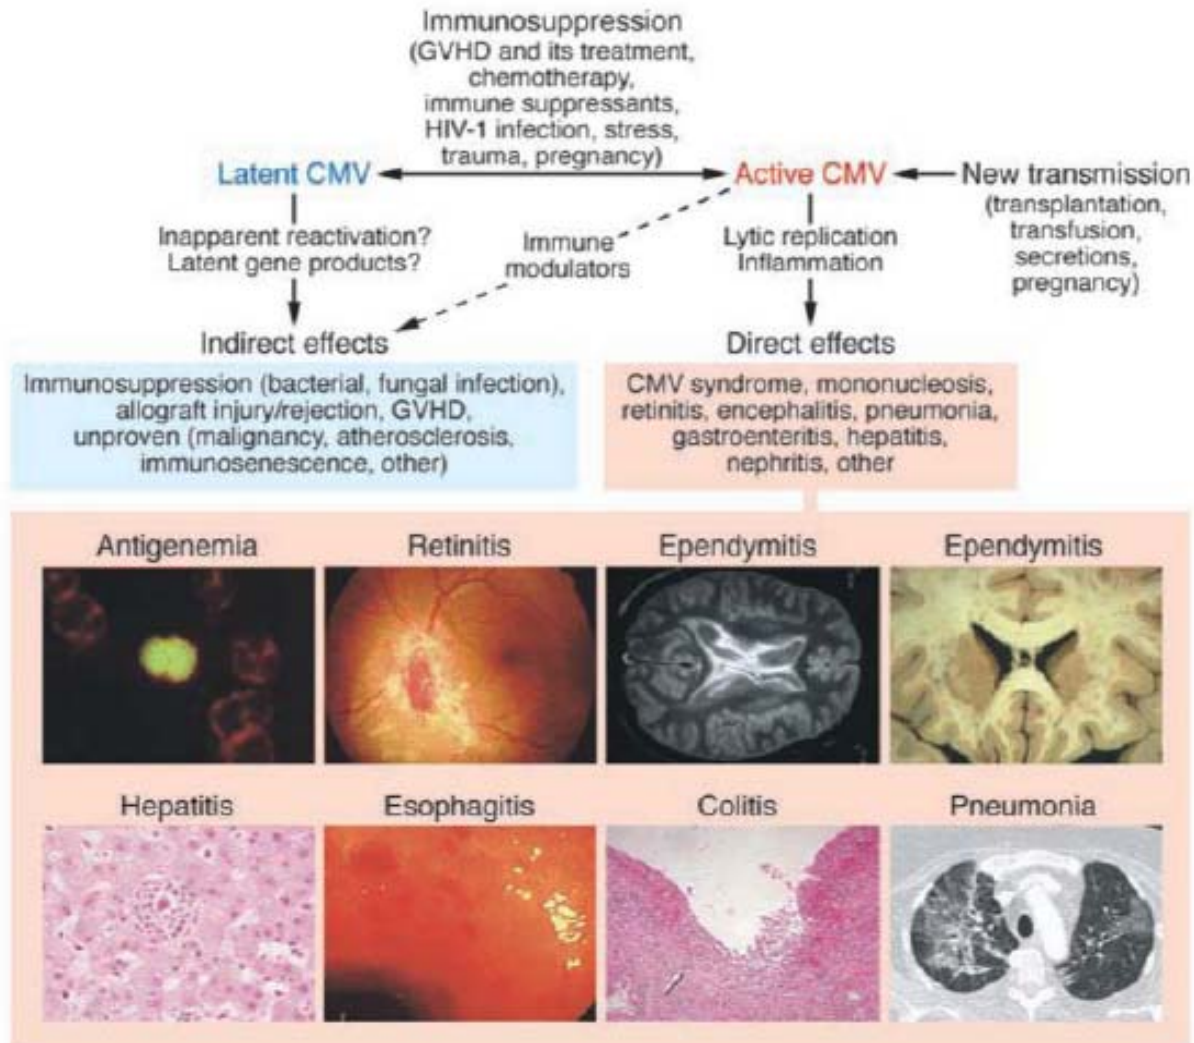 Immunosuppression
(GVHD and its treatment,
chemotherapy,
immune suppressants,
HIV-1 infection, stress,
trauma, pregnancy)
Latent CMV
Active CMV
New transmission
(transplantation,
transfusion,
secretions,
pregnancy)
Inapparent reactivation?
Latent gene products?
Immune
modulators
Lytic replication
Inflammation
Indirect effects
Direct effects
Immunosuppression (bacterial, fungal infection),
allograft injury/rejection, GVHD,
unproven (malignancy, atherosclerosis,
immunosenescence, other)
CMV syndrome, mononucleosis,
retinitis, encephalitis, pneumonia,
gastroenteritis, hepatitis,
nephritis, other
Antigenemia
Retinitis
Ependymitis
Ependymitis
Hepatitis
Esophagitis
Colitis
Pneumonia